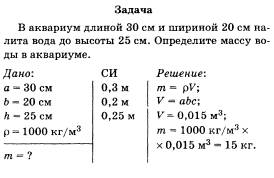 Задача
В аквариум длиной 30 см и шириной 20 см на-
лита вода до высоты 25 см. Определите массу во-
ды в аквариуме.
Дано: СИ Решение:
a = 30 см 0,3 м m = ρV;
b = 20 см 0,2 м V = abc;
h = 25 см 0,25 м V = 0,015 м³;
ρ = 1000 кг/м³ m = 1000 кг/м³ ×
m = ? × 0,015 м³ = 15 кг.